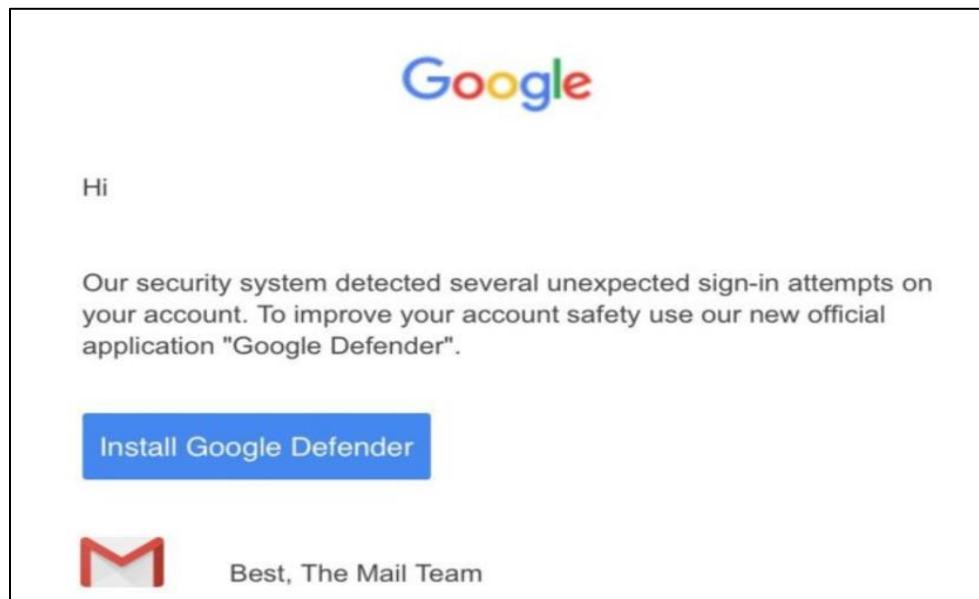 Google
Hi
Our security system detected several unexpected sign-in attempts on
your account. To improve your account safety use our new official
application "Google Defender".
Install Google Defender
Best, The Mail Team